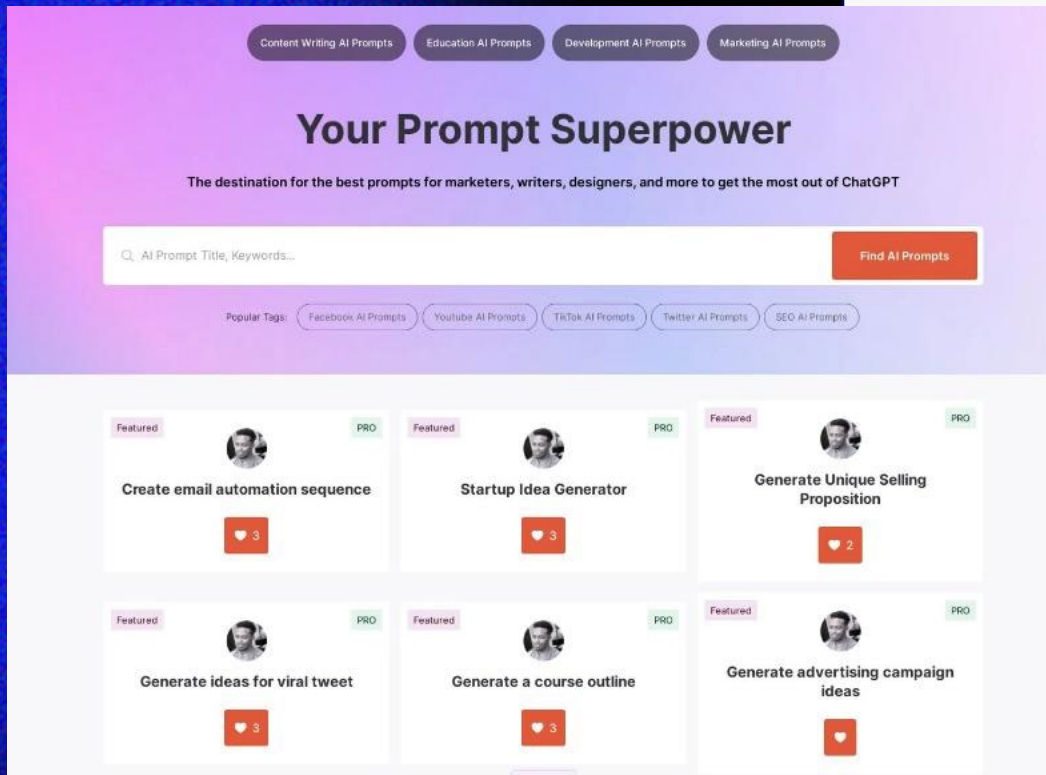 Content Writing AI Prompts
Education AI Prompts
Development AI Prompts
Marketing AI Prompts
Your Prompt Superpower
The destination for the best prompts for marketers, writers, designers, and more to get the most out of ChatGPT
AI Prompt Title, Keywords...
Find AI Prompts
Popular Tags:
Facebook AI Prompts
Youtube AI Prompts
TikTok AI Prompts
Twitter AI Prompts
SEO AI Prompts
Featured
PRO
Create email automation sequence
3
Featured
PRO
Startup Idea Generator
3
Featured
PRO
Generate Unique Selling
Proposition
2
Featured
PRO
Generate ideas for viral tweet
3
Featured
PRO
Generate a course outline
3
Featured
PRO
Generate advertising campaign
ideas